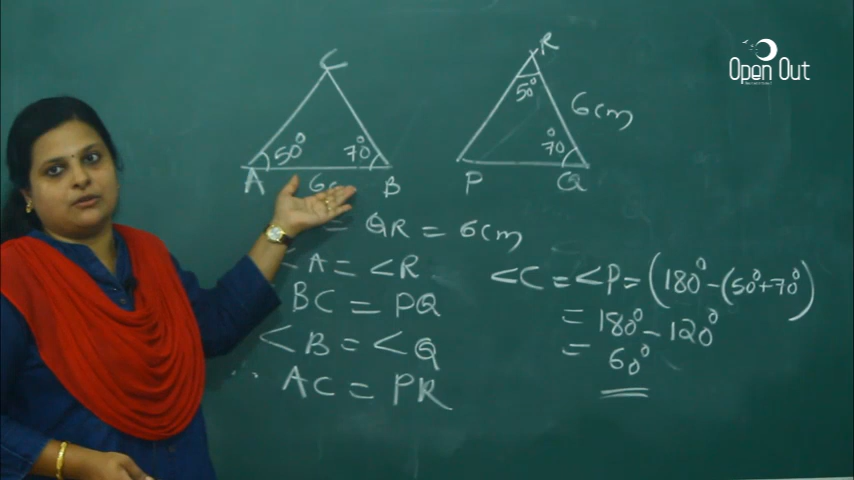 Open Out
C
50°
70°
A
6c
B
R
50°
6cm
70°
P
Q
= QR = 6cm
<A = <R
BC = PQ
<B = <Q
∴ AC = PR
<C = <P = (180° - (50° + 70°)
= 180° - 120°
= 60°